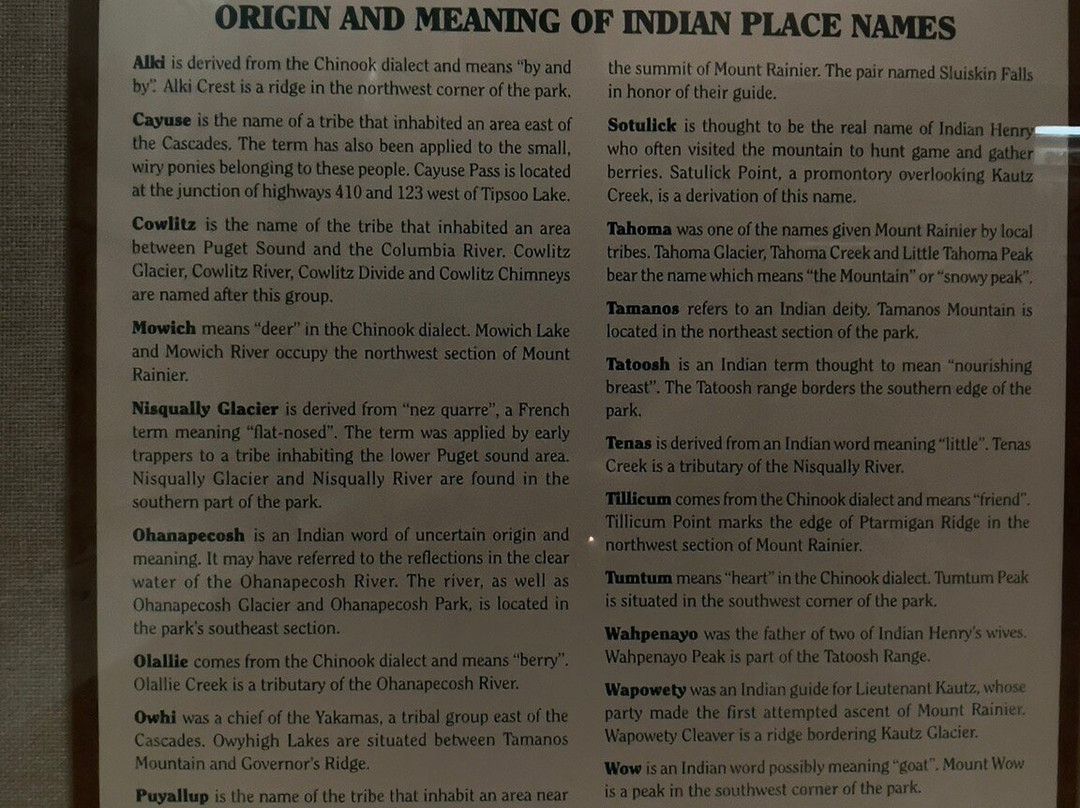 ORIGIN AND MEANING OF INDIAN PLACE NAMES
Alki is derived from the Chinook dialect and means "by and
by". Alki Crest is a ridge in the northwest corner of the park.
Cayuse is the name of a tribe that inhabited an area east of
the Cascades. The term has also been applied to the small,
wiry ponies belonging to these people. Cayuse Pass is located
at the junction of highways 410 and 123 west of Tipsoo Lake.
Cowlitz is the name of the tribe that inhabited an area
between Puget Sound and the Columbia River. Cowlitz
Glacier, Cowlitz River, Cowlitz Divide and Cowlitz Chimneys
are named after this group.
Mowich means "deer" in the Chinook dialect. Mowich Lake
and Mowich River occupy the northwest section of Mount
Rainier.
Nisqually Glacier is derived from "nez quarre", a French
term meaning "flat-nosed". The term was applied by early
trappers to a tribe inhabiting the lower Puget sound area.
Nisqually Glacier and Nisqually River are found in the
southern part of the park.
Ohanapecosh is an Indian word of uncertain origin and
meaning. It may have referred to the reflections in the clear
water of the Ohanapecosh River. The river, as well as
Ohanapecosh Glacier and Ohanapecosh Park, is located in
the park's southeast section.
Olallie comes from the Chinook dialect and means "berry".
Olallie Creek is a tributary of the Ohanapecosh River.
Owhi was a chief of the Yakamas, a tribal group east of the
Cascades. Owyhigh Lakes are situated between Tamanos
Mountain and Governor's Ridge.
Puyallup is the name of the tribe that inhabit an area near
the summit of Mount Rainier. The pair named Sluiskin Falls
in honor of their guide.
Sotulick is thought to be the real name of Indian Henry
who often visited the mountain to hunt game and gather
berries. Satulick Point, a promontory overlooking Kautz
Creek, is a derivation of this name.
Tahoma was one of the names given Mount Rainier by local
tribes. Tahoma Glacier, Tahoma Creek and Little Tahoma Peak
bear the name which means "the Mountain" or "snowy peak".
Tamanos refers to an Indian deity. Tamanos Mountain is
located in the northeast section of the park.
Tatoosh is an Indian term thought to mean "nourishing
breast". The Tatoosh range borders the southern edge of the
park.
Tenas is derived from an Indian word meaning "little". Tenas
Creek is a tributary of the Nisqually River.
Tillicum comes from the Chinook dialect and means "friend".
Tillicum Point marks the edge of Ptarmigan Ridge in the
northwest section of Mount Rainier.
Tumtum means "heart" in the Chinook dialect. Tumtum Peak
is situated in the southwest corner of the park.
Wahpenayo was the father of two of Indian Henry's wives.
Wahpenayo Peak is part of the Tatoosh Range.
Wapowety was an Indian guide for Lieutenant Kautz, whose
party made the first attempted ascent of Mount Rainier.
Wapowety Cleaver is a ridge bordering Kautz Glacier.
Wow is an Indian word possibly meaning "goat". Mount Wow
is a peak in the southwest corner of the park.